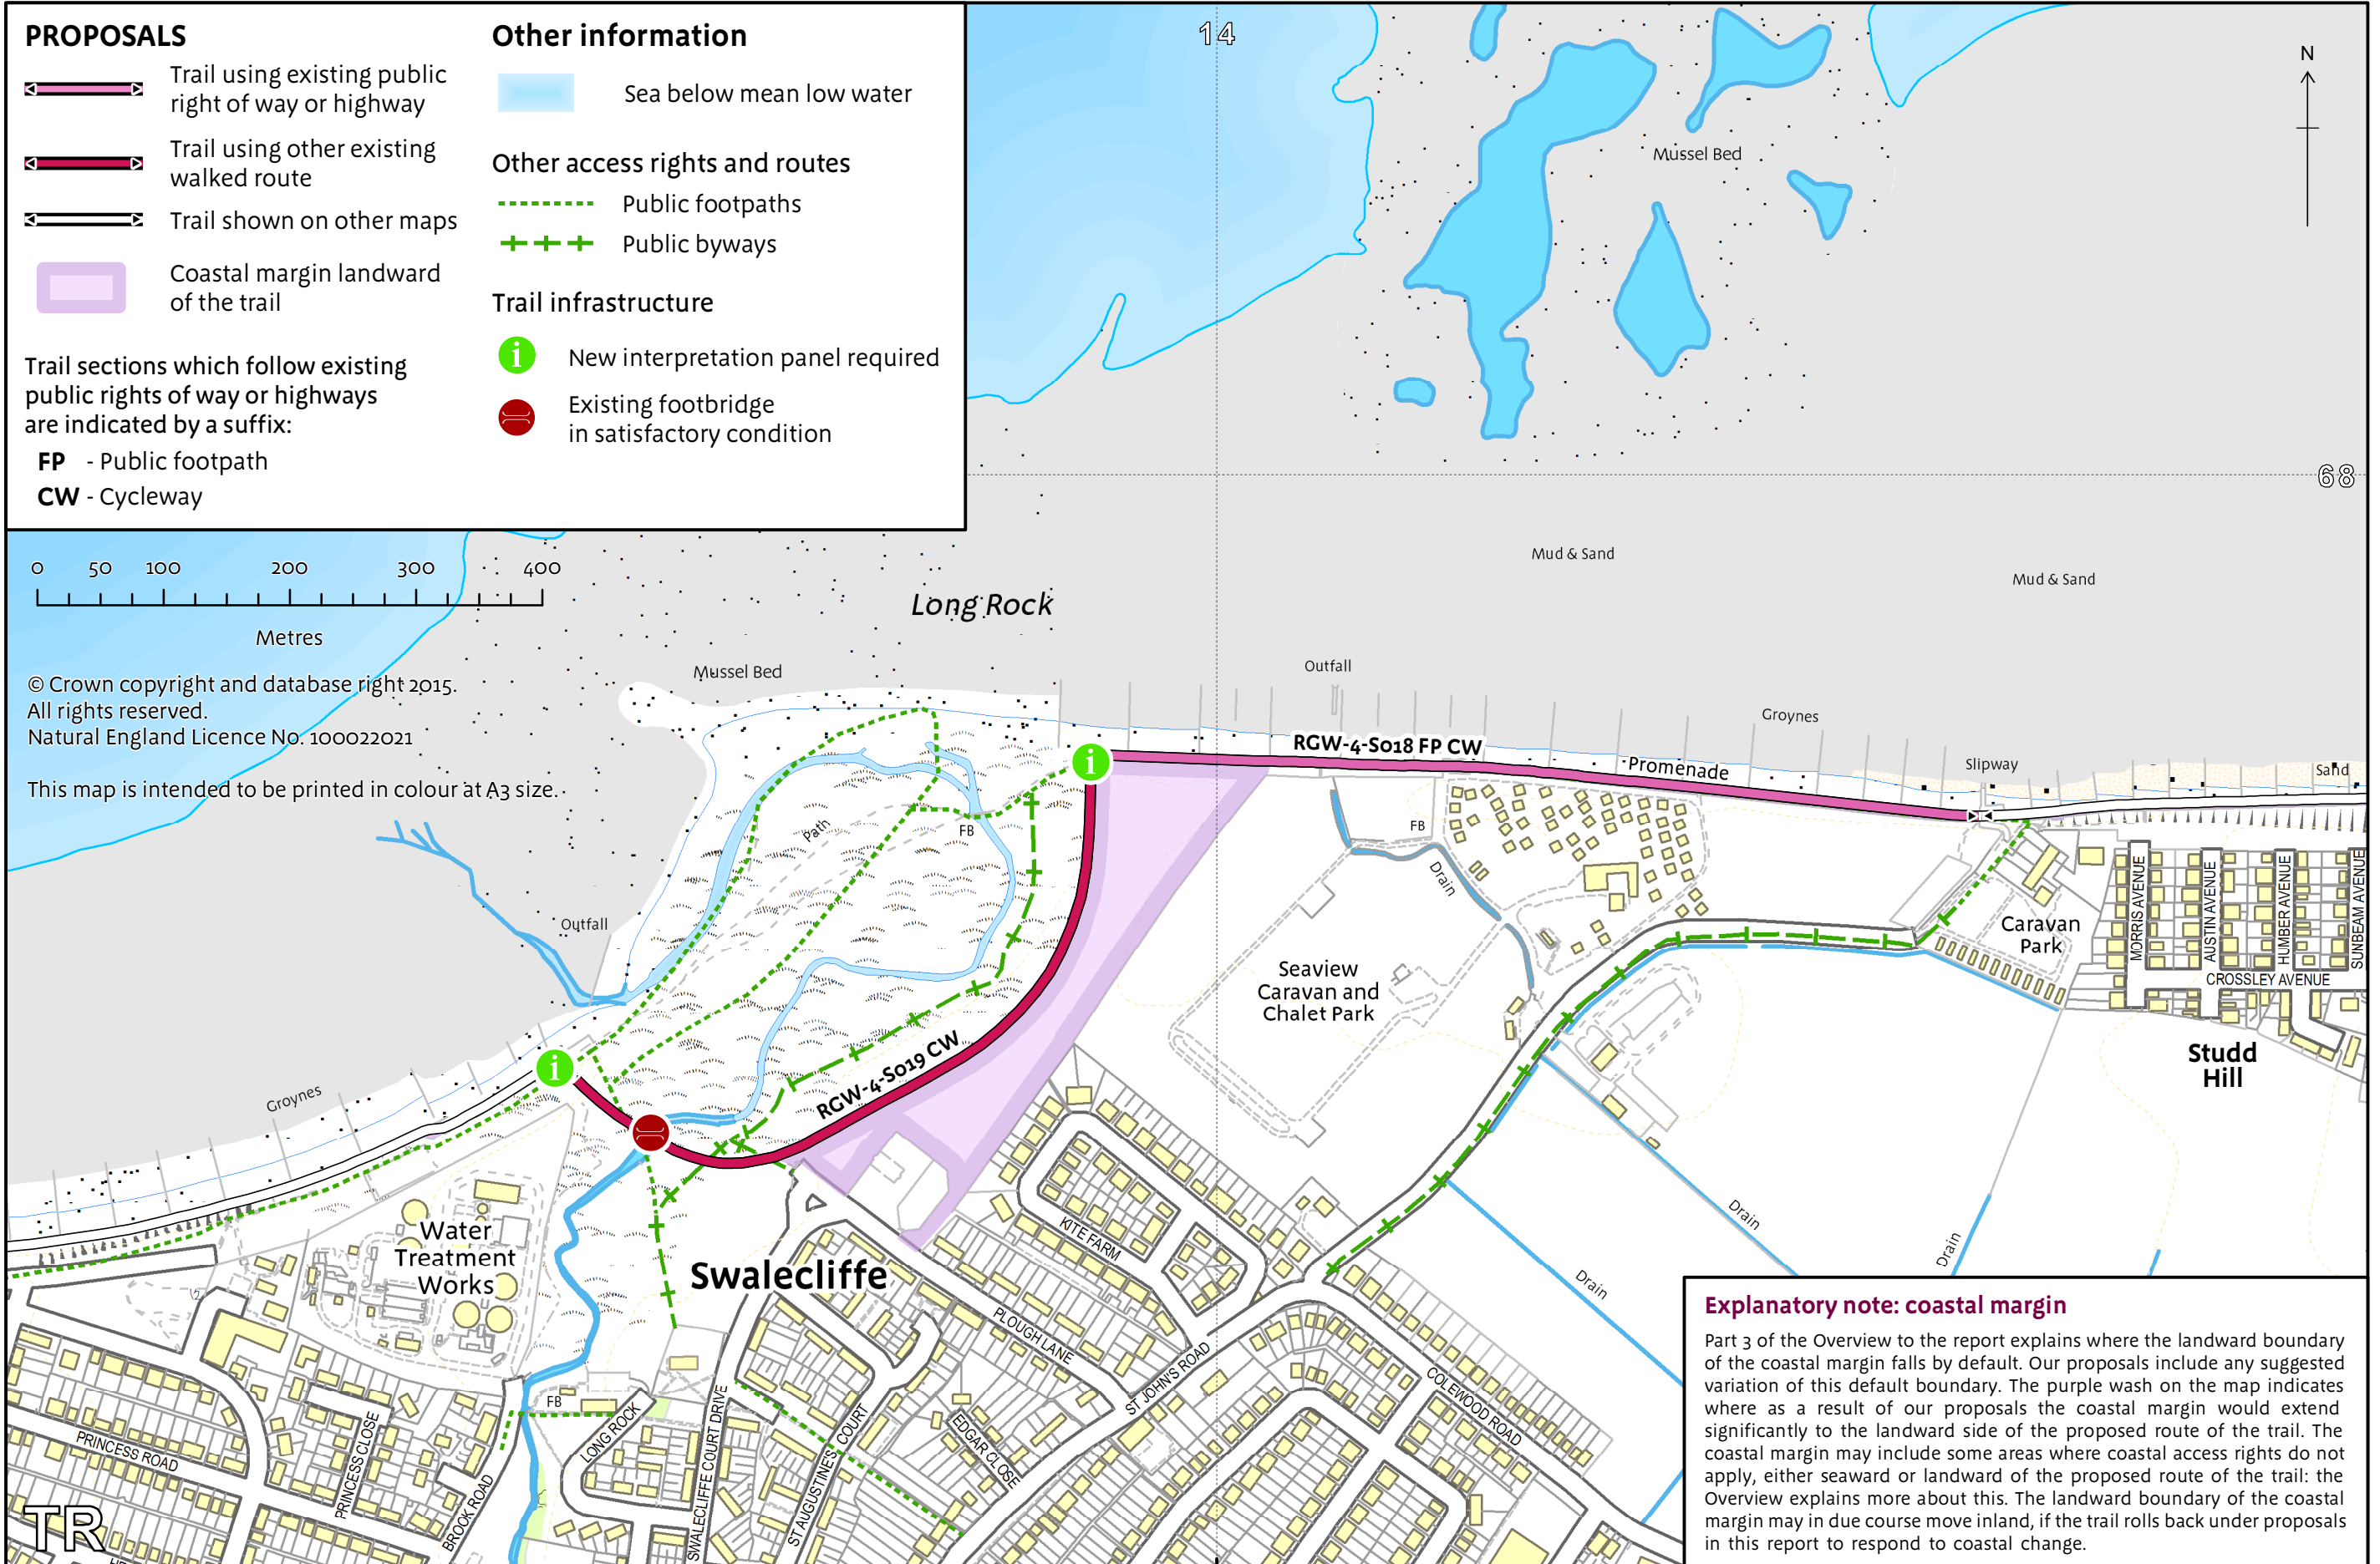 PROPOSALS
Trail using existing public
right of way or highway
Trail using other existing
walked route
Trail shown on other maps
Coastal margin landward
of the trail
Trail sections which follow existing
public rights of way or highways
are indicated by a suffix:
FP - Public footpath
CW - Cycleway
Other information
Sea below mean low water
Other access rights and routes
Public footpaths
Public byways
Trail infrastructure
i New interpretation panel required
Existing footbridge
in satisfactory condition
14
N
Mussel Bed
68
0 50 100 200 300 400
Metres
Mud & Sand
Mud & Sand
Long Rock
Mussel Bed
Outfall
© Crown copyright and database right 2015.
All rights reserved.
Natural England Licence No. 100022021
This map is intended to be printed in colour at A3 size.
Groynes
RGW-4-S018 FP CW
Promenade
Slipway
Sand
i
Path
FB
FB
Drain
Outfall
Caravan
Park
MORRIS AVENUE
AUSTIN AVENUE
HUMBER AVENUE
SUNBEAM AVENUE
CROSSLEY AVENUE
Seaview
Caravan and
Chalet Park
Studd
Hill
i
Groynes
RGW-4-S019 CW
Water
Treatment
Works
Swalecliffe
KITE FARM
PLOUGH LANE
ST JOHN'S ROAD
COLEWOOD ROAD
Drain
Drain
Drain
FB
LONG ROCK
SWALECLIFFE COURT DRIVE
ST AUGUSTINES COURT
EDGAR CLOSE
PRINCESS ROAD
PRINCESS CLOSE
BROOK ROAD
TR
Explanatory note: coastal margin
Part 3 of the Overview to the report explains where the landward boundary
of the coastal margin falls by default. Our proposals include any suggested
variation of this default boundary. The purple wash on the map indicates
where as a result of our proposals the coastal margin would extend
significantly to the landward side of the proposed route of the trail. The
coastal margin may include some areas where coastal access rights do not
apply, either seaward or landward of the proposed route of the trail: the
Overview explains more about this. The landward boundary of the coastal
margin may in due course move inland, if the trail rolls back under proposals
in this report to respond to coastal change.